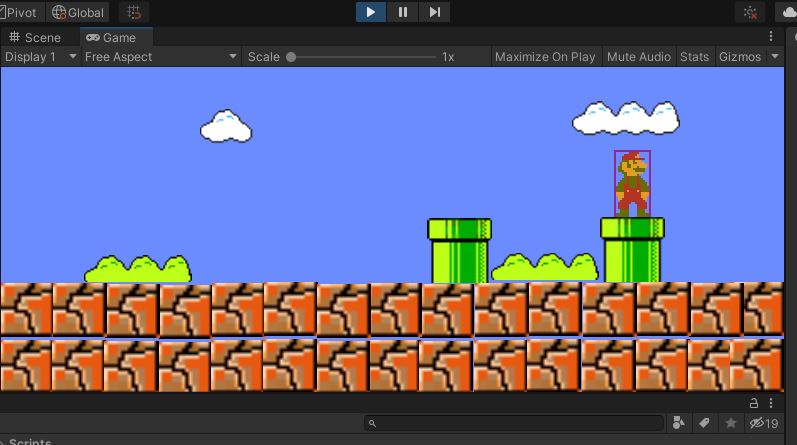 Pivot Global
Scene Game
Display 1 Free Aspect Scale 1x Maximize On Play Mute Audio Stats Gizmos
19
Scripts